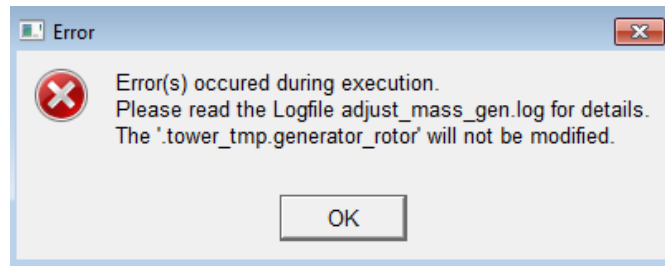 Error
Error(s) occured during execution.
Please read the Logfile adjust_mass_gen.log for details.
The '.tower_tmp.generator_rotor' will not be modified.
OK